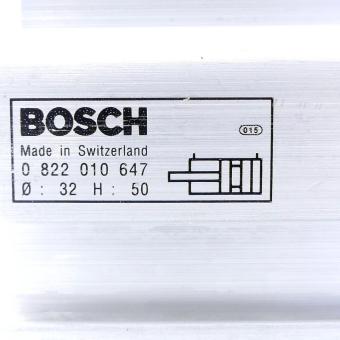 BOSCH
015
Made in Switzerland
0 822 010 647
Ø : 32 H : 50